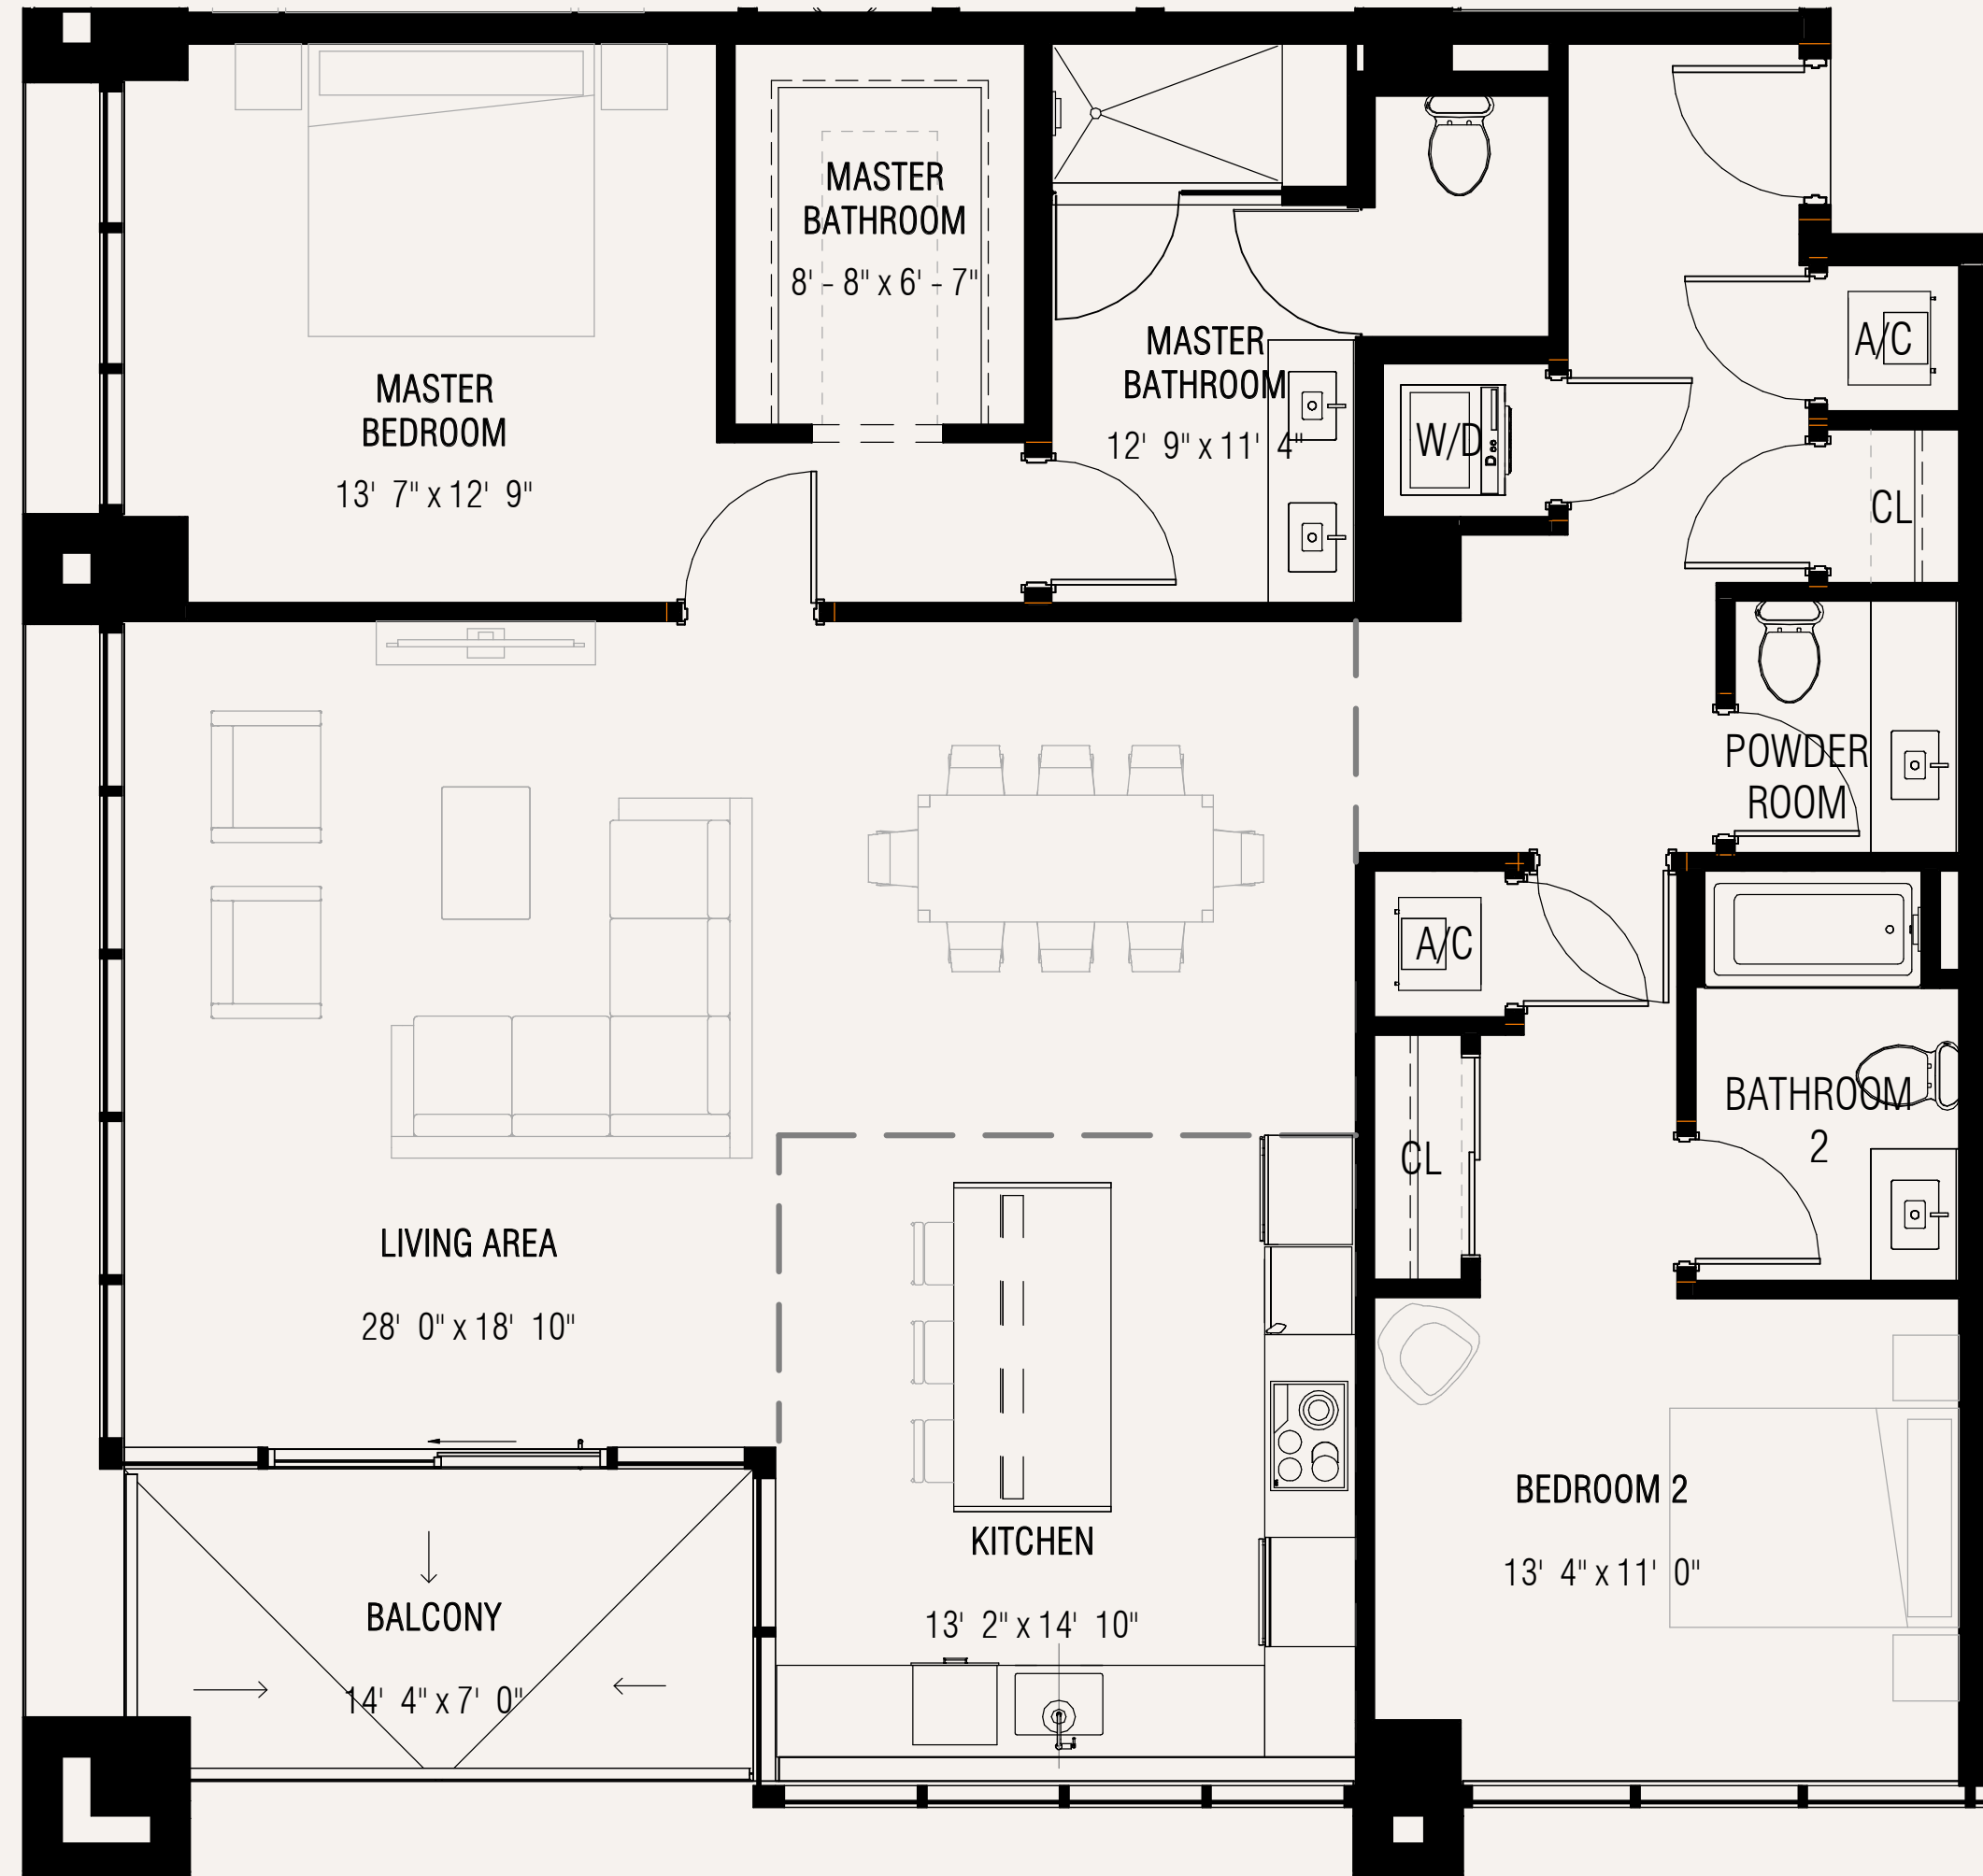 MASTER
BATHROOM
8' - 8" x 6' - 7"
MASTER
BATHROOM
12' 9" x 11' 4"
MASTER
BEDROOM
13' 7" x 12' 9"
A/C
W/D
CL
POWDER
ROOM
A/C
BATHROOM
2
CL
LIVING AREA
28' 0" x 18' 10"
BEDROOM 2
13' 4" x 11' 0"
KITCHEN
13' 2" x 14' 10"
BALCONY
14' 4" x 7' 0"